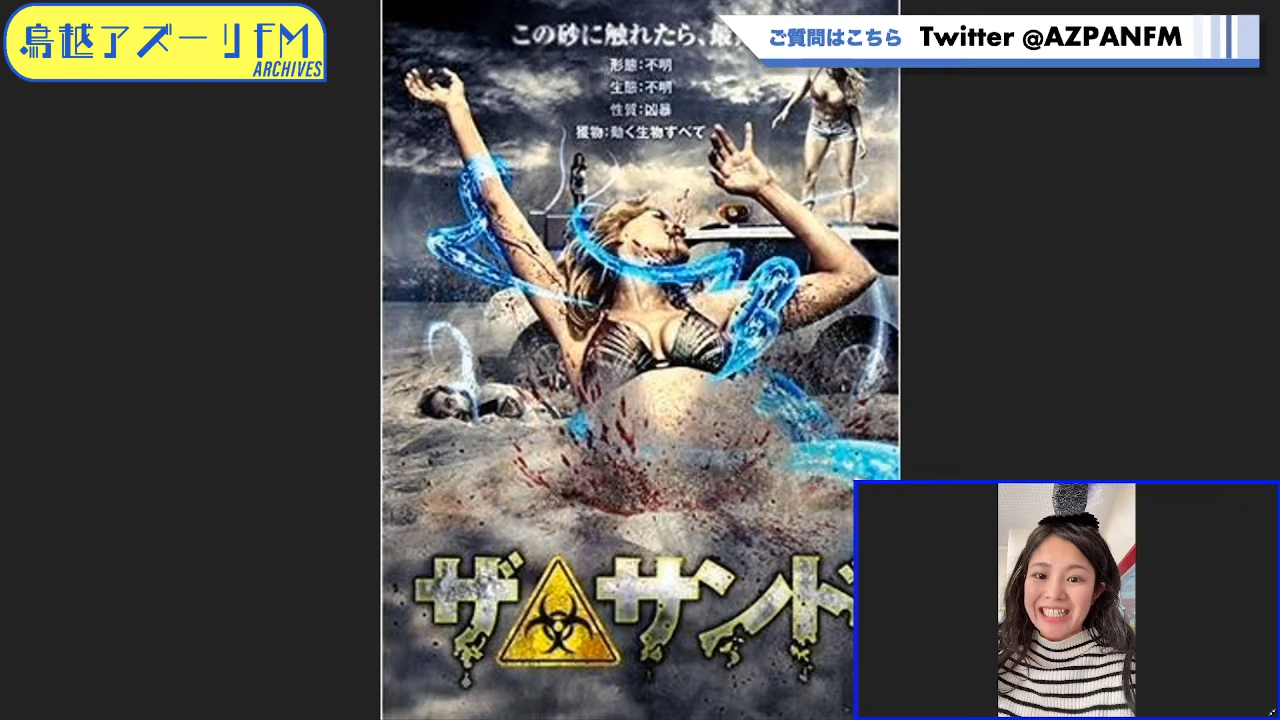 鳥越アズーリFM
ARCHIVES
ご質問はこちら Twitter @AZPANFM
この砂に触れたら、最
形態:不明
生態:不明
性質:凶暴
獲物:動く生物すべて
ザ サンド